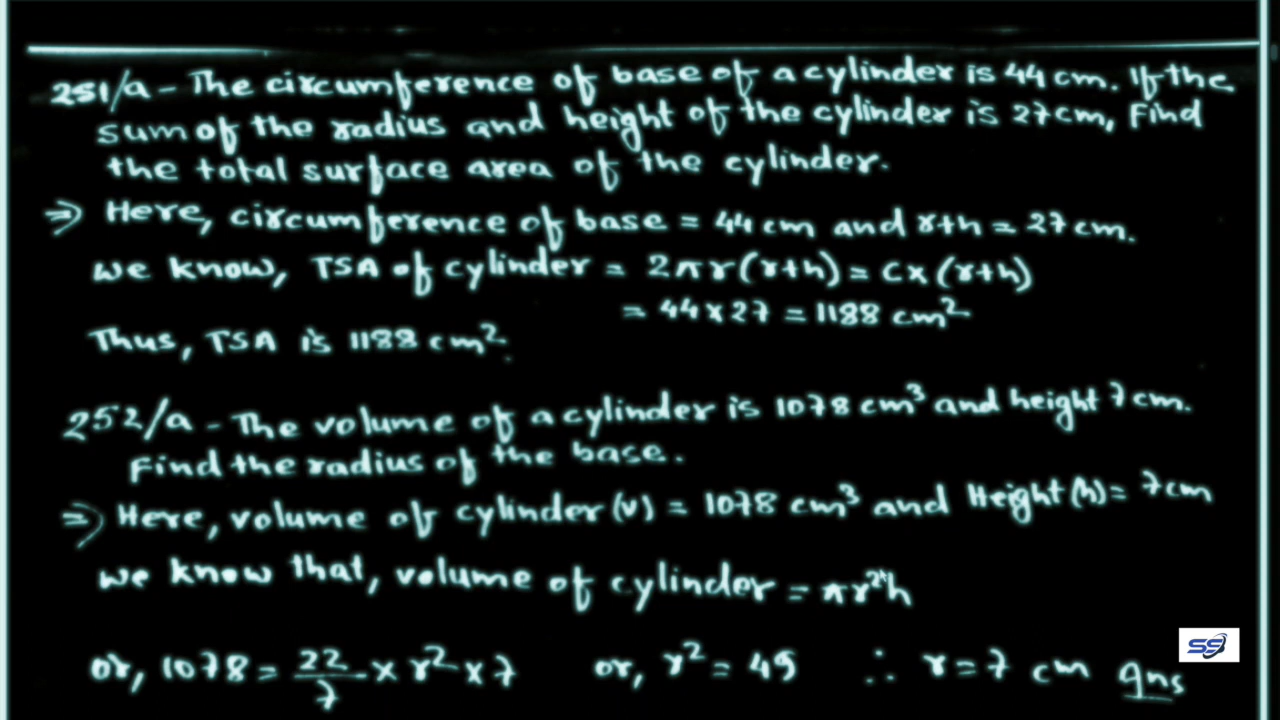 251/a - The circumference of base of a cylinder is 44 cm. If the
sum of the radius and height of the cylinder is 27cm, Find
the total surface area of the cylinder.
⇒ Here, circumference of base = 44 cm and r+h = 27 cm.
we know, TSA of cylinder = 2πr(r+h) = c×(r+h)
= 44×27 = 1188 cm²
Thus, TSA is 1188 cm².
252/a - The volume of a cylinder is 1078 cm³ and height 7 cm.
Find the radius of the base.
⇒ Here, volume of cylinder (v) = 1078 cm³ and Height (h) = 7cm
we know that, volume of cylinder = πr²h
or, 1078 = 22/7 × r² × 7 or, r² = 49 ∴ r = 7 cm Ans
SS